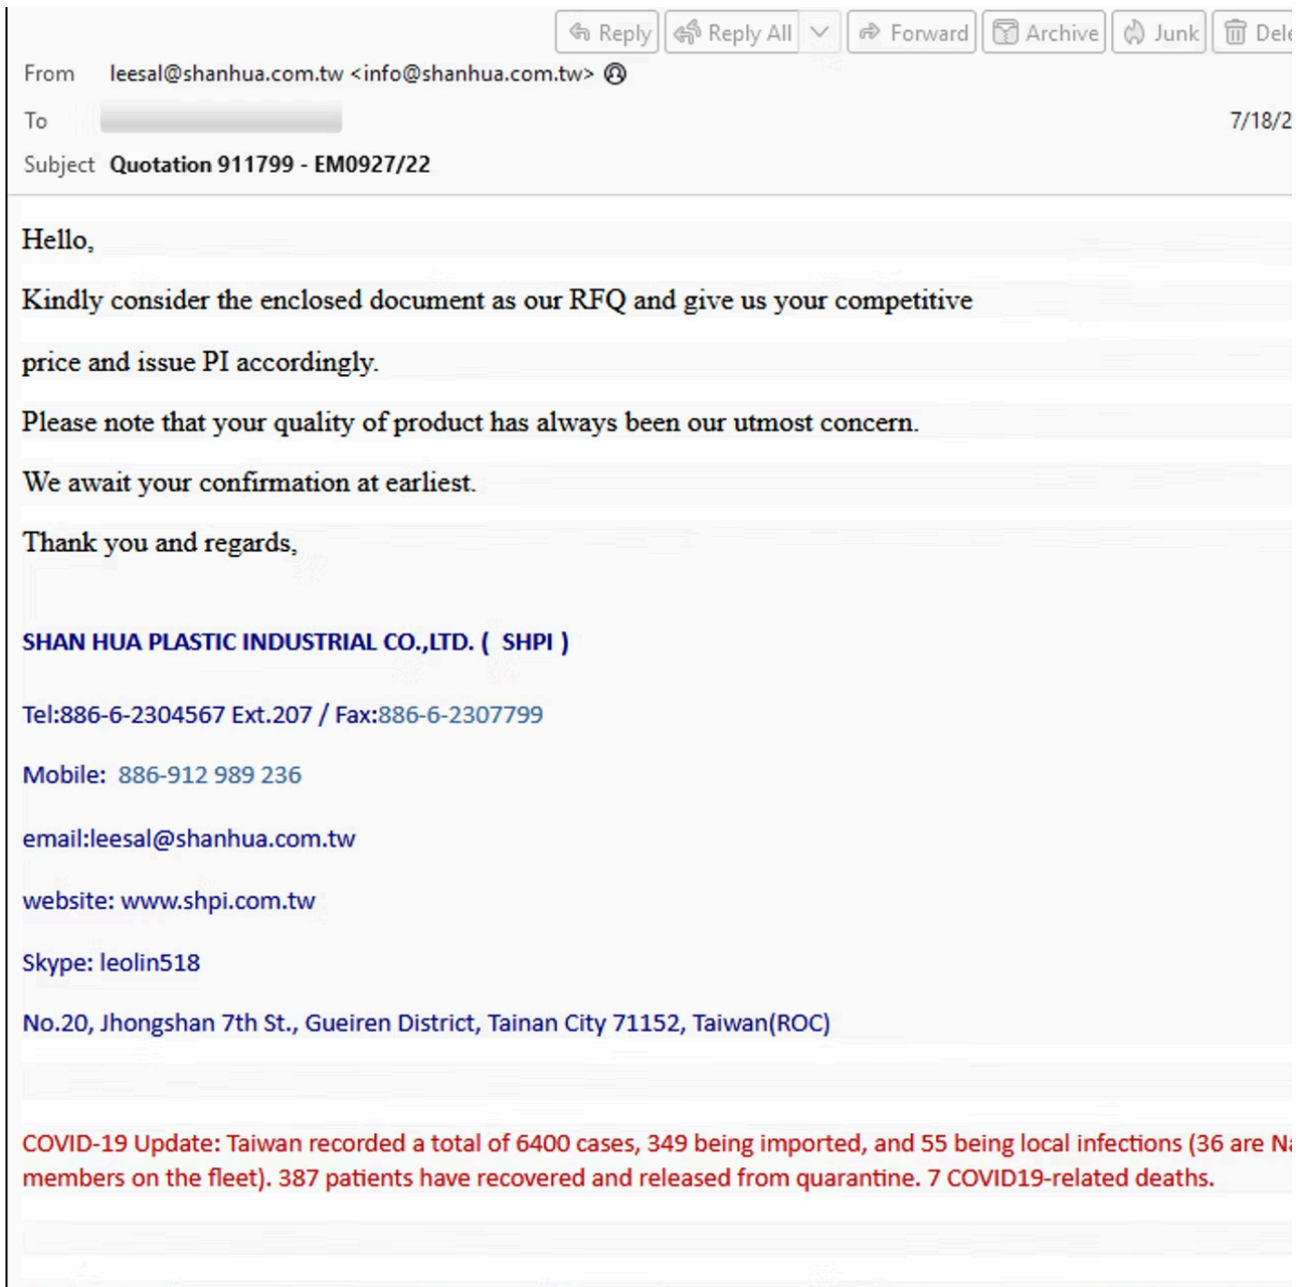 Reply Reply All Forward Archive Junk Dele
From leesal@shanhua.com.tw <info@shanhua.com.tw>
To 7/18/2
Subject Quotation 911799 - EM0927/22
Hello,
Kindly consider the enclosed document as our RFQ and give us your competitive
price and issue PI accordingly.
Please note that your quality of product has always been our utmost concern.
We await your confirmation at earliest.
Thank you and regards,
SHAN HUA PLASTIC INDUSTRIAL CO.,LTD. ( SHPI )
Tel:886-6-2304567 Ext.207 / Fax:886-6-2307799
Mobile: 886-912 989 236
email:leesal@shanhua.com.tw
website: www.shpi.com.tw
Skype: leolin518
No.20, Jhongshan 7th St., Gueiren District, Tainan City 71152, Taiwan(ROC)
COVID-19 Update: Taiwan recorded a total of 6400 cases, 349 being imported, and 55 being local infections (36 are Na
members on the fleet). 387 patients have recovered and released from quarantine. 7 COVID19-related deaths.